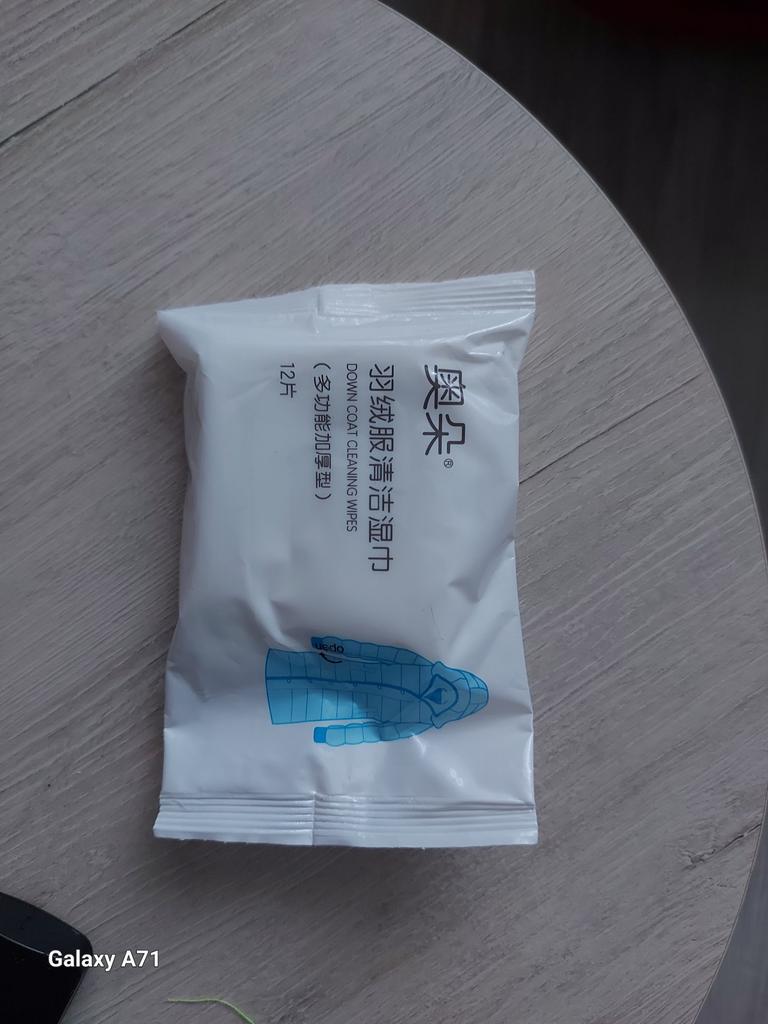 奥朵®
羽绒服清洁湿巾
DOWN COAT CLEANING WIPES
(多功能加厚型)
12片
open
Galaxy A71